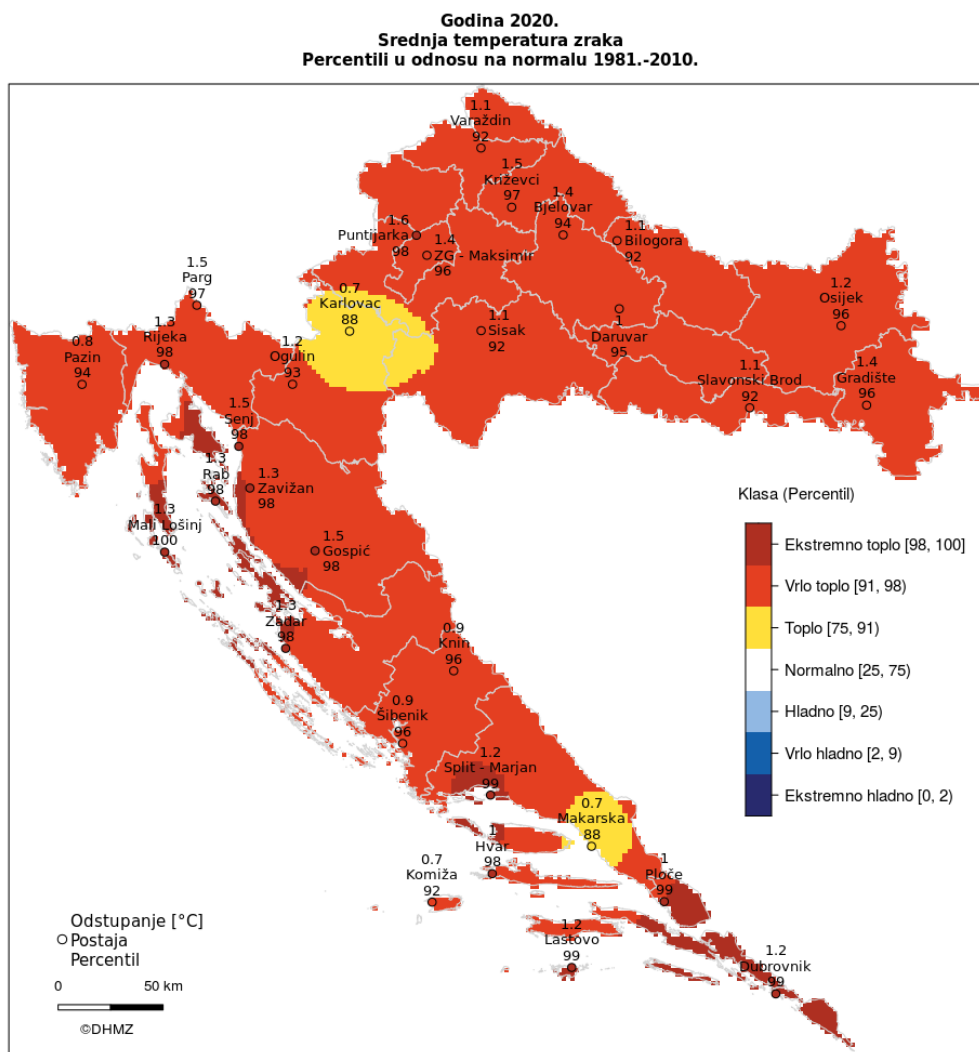 Godina 2020.
Srednja temperatura zraka
Percentili u odnosu na normalu 1981.-2010.
1.1
Varaždin
92
1.5
Križevci
97
1.4
Bjelovar
94
1.6
Puntijarka
98
1.4
ZG - Maksimir
96
1.1
Bilogora
92
1.5
Parg
97
0.7
Karlovac
88
1.2
Osijek
96
1.3
Rijeka
98
0.8
Pazin
94
1.2
Ogulin
93
1.1
Sisak
92
1
Daruvar
95
1.1
Slavonski Brod
92
1.4
Gradište
96
1.5
Senj
98
1.3
Rab
98
1.3
Zavižan
98
1.3
Mali Lošinj
100
1.5
Gospić
98
1.3
Zadar
98
0.9
Knin
96
0.9
Šibenik
96
1.2
Split - Marjan
99
0.7
Makarska
88
1
Hvar
98
0.7
Komiža
92
1
Ploče
99
1.2
Lastovo
99
1.2
Dubrovnik
99
Klasa (Percentil)
Ekstremno toplo [98, 100]
Vrlo toplo [91, 98)
Toplo [75, 91)
Normalno [25, 75)
Hladno [9, 25)
Vrlo hladno [2, 9)
Ekstremno hladno [0, 2)
Odstupanje [°C]
Postaja
Percentil
0 50 km
©DHMZ